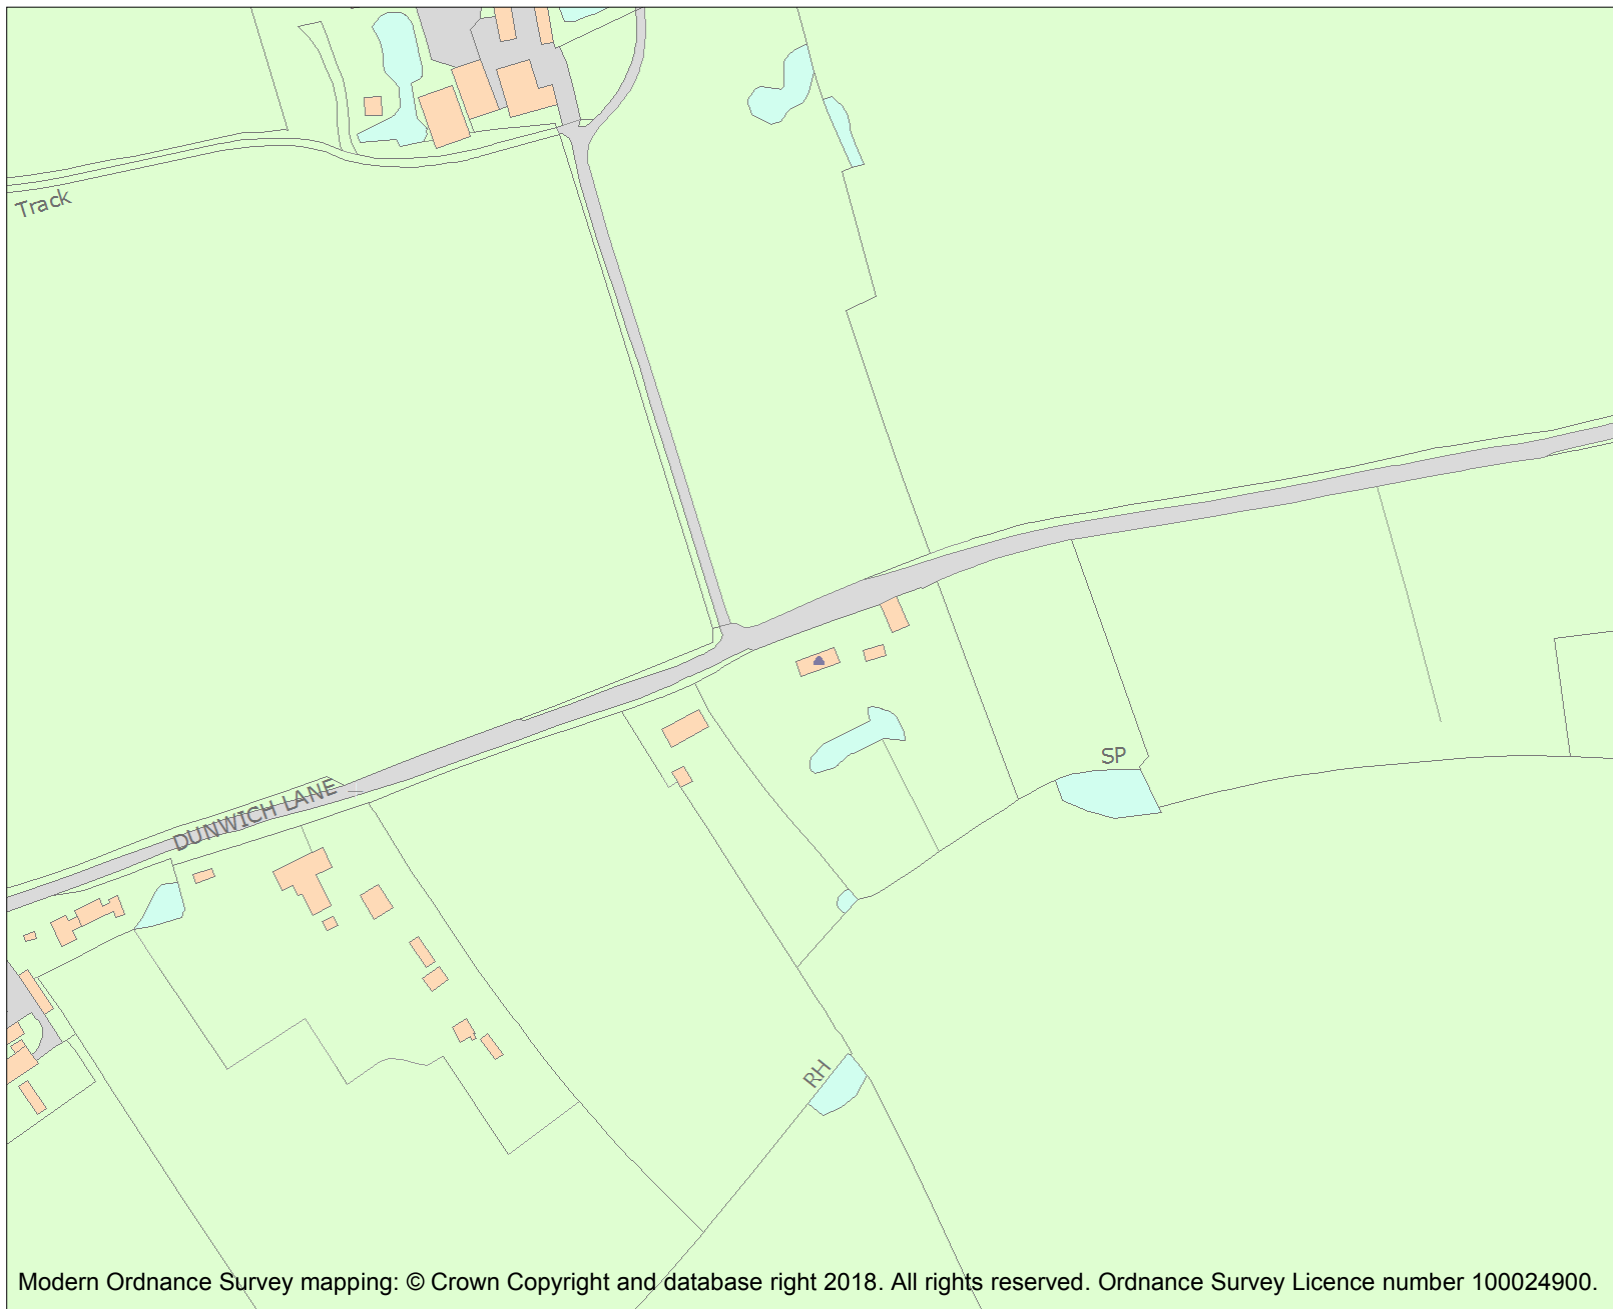 Track
SP
DUNWICH LANE
RH
Modern Ordnance Survey mapping: © Crown Copyright and database right 2018. All rights reserved. Ordnance Survey Licence number 100024900.